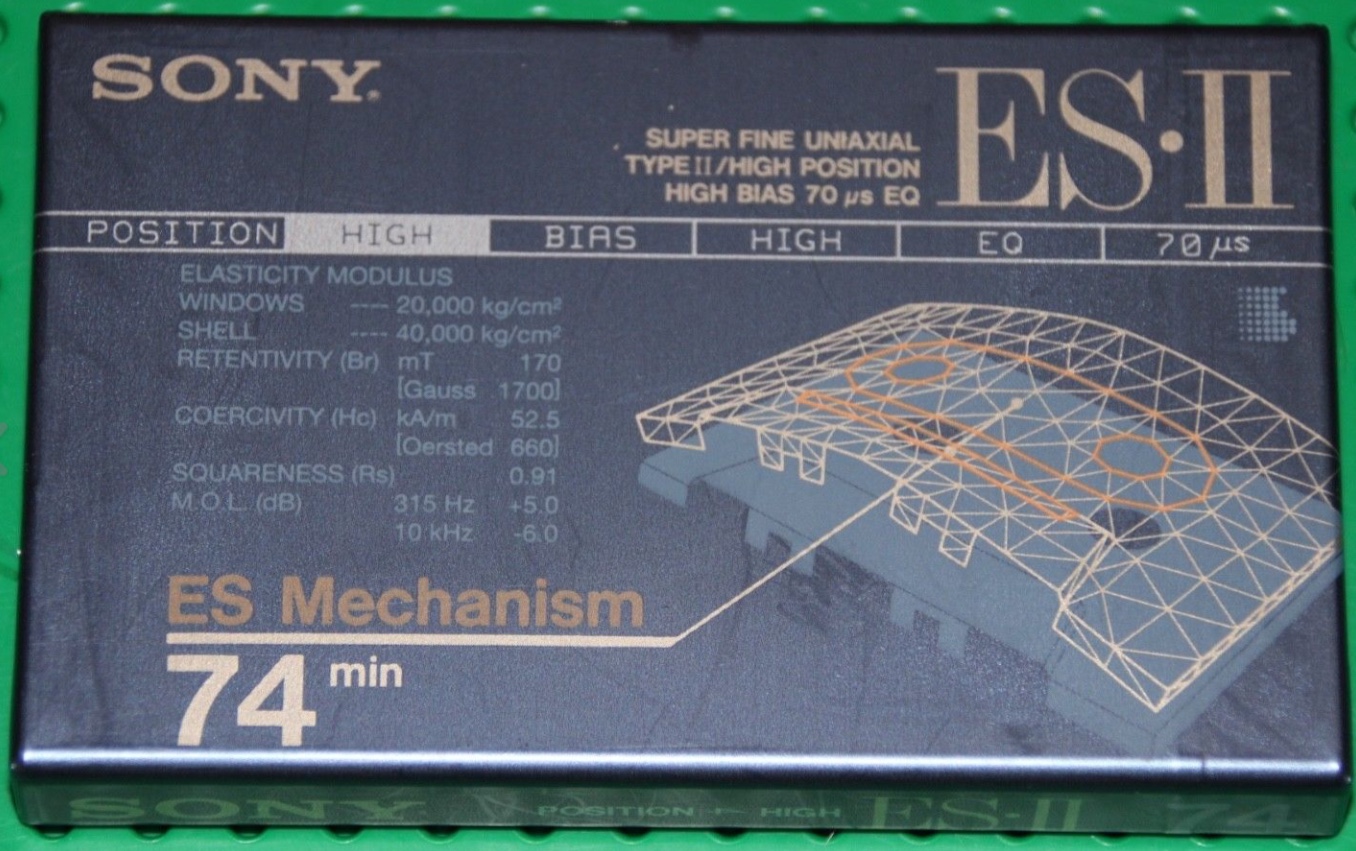 SONY.
ES·II
SUPER FINE UNIAXIAL
TYPE II/HIGH POSITION
HIGH BIAS 70 µs EQ
POSITION HIGH BIAS HIGH EQ 70 µs
ELASTICITY MODULUS
WINDOWS ---- 20,000 kg/cm²
SHELL ---- 40,000 kg/cm²
RETENTIVITY (Br) mT 170
[Gauss 1700]
COERCIVITY (Hc) kA/m 52.5
[Oersted 660]
SQUARENESS (Rs) 0.91
M.O.L. (dB) 315 Hz +5.0
10 kHz -6.0
ES Mechanism
74 min
SONY POSITION HIGH ES·II 74